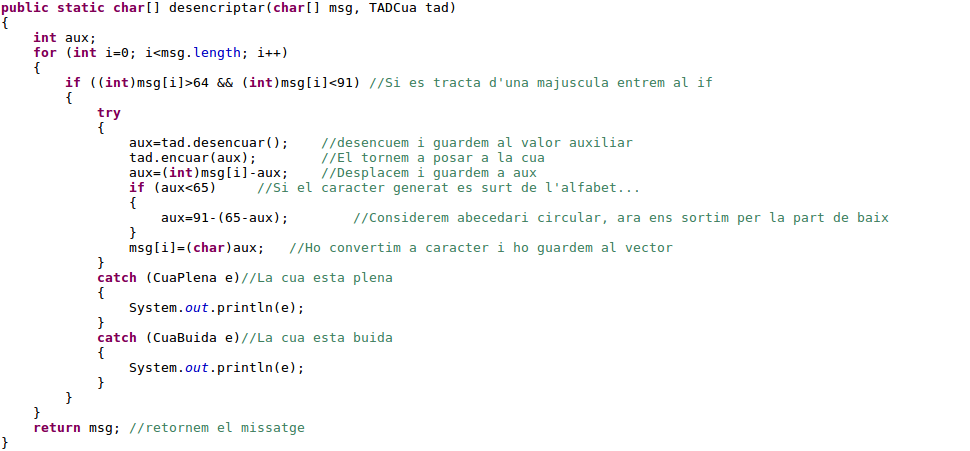 public static char[] desencriptar(char[] msg, TADCua tad)
{
    int aux;
    for (int i=0; i<msg.length; i++)
    {
        if ((int)msg[i]>64 && (int)msg[i]<91) //Si es tracta d'una majuscula entrem al if
        {
            try
            {
                aux=tad.desencuar();    //desencuem i guardem al valor auxiliar
                tad.encuar(aux);        //El tornem a posar a la cua
                aux=(int)msg[i]-aux;    //Desplacem i guardem a aux
                if (aux<65)     //Si el caracter generat es surt de l'alfabet...
                {
                    aux=91-(65-aux);        //Considerem abecedari circular, ara ens sortim per la part de baix
                }
                msg[i]=(char)aux;   //Ho convertim a caracter i ho guardem al vector
            }
            catch (CuaPlena e)//La cua esta plena
            {
                System.out.println(e);
            }
            catch (CuaBuida e)//La cua esta buida
            {
                System.out.println(e);
            }
        }
    }
    return msg; //retornem el missatge
}